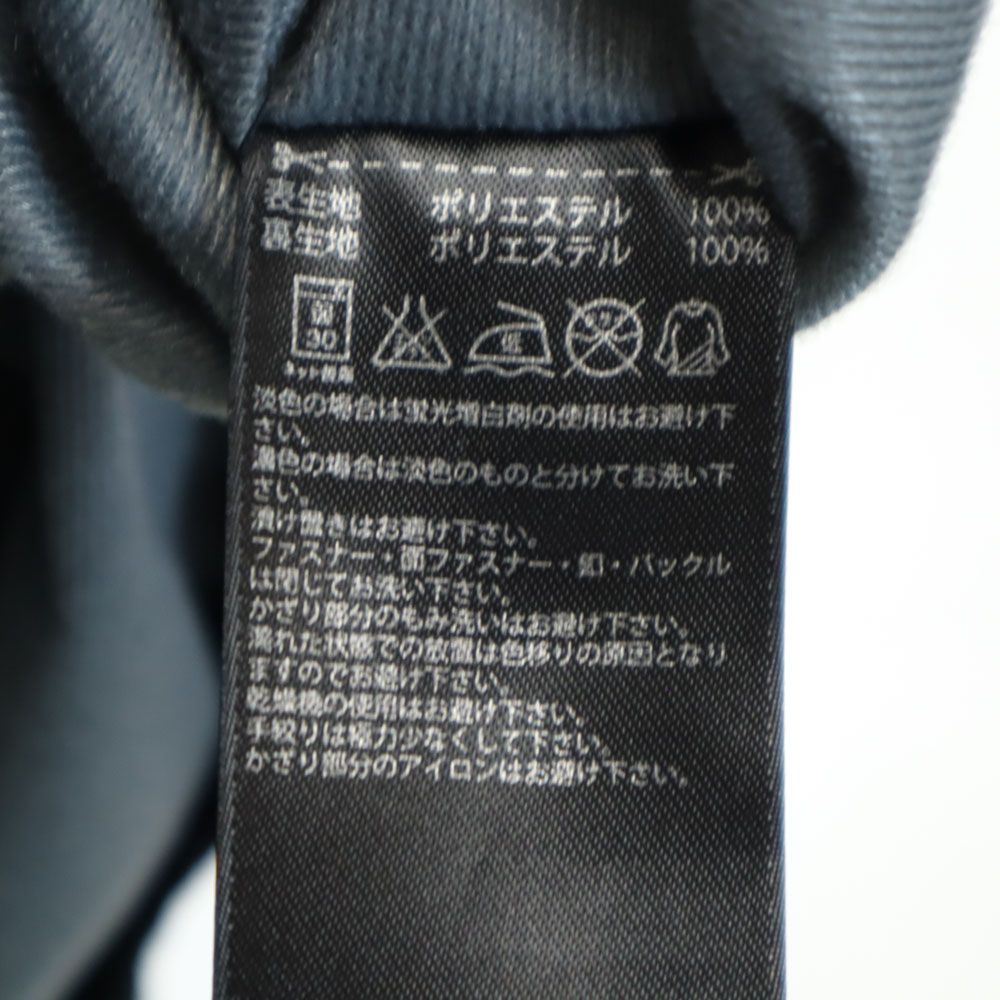 表生地 ポリエステル 100%
裏生地 ポリエステル 100%
弱
30
ネット使用
低
淡色の場合は蛍光増白剤の使用はお避け下
さい。
濃色の場合は淡色のものと分けてお洗い下
さい。
漬け置きはお避け下さい。
ファスナー・面ファスナー・釦・バックル
は閉じてお洗い下さい。
かざり部分のもみ洗いはお避け下さい。
濡れた状態での放置は色移りの原因となり
ますのでお避け下さい。
乾燥機の使用はお避け下さい。
手絞りは極力少なくして下さい。
かざり部分のアイロンはお避け下さい。